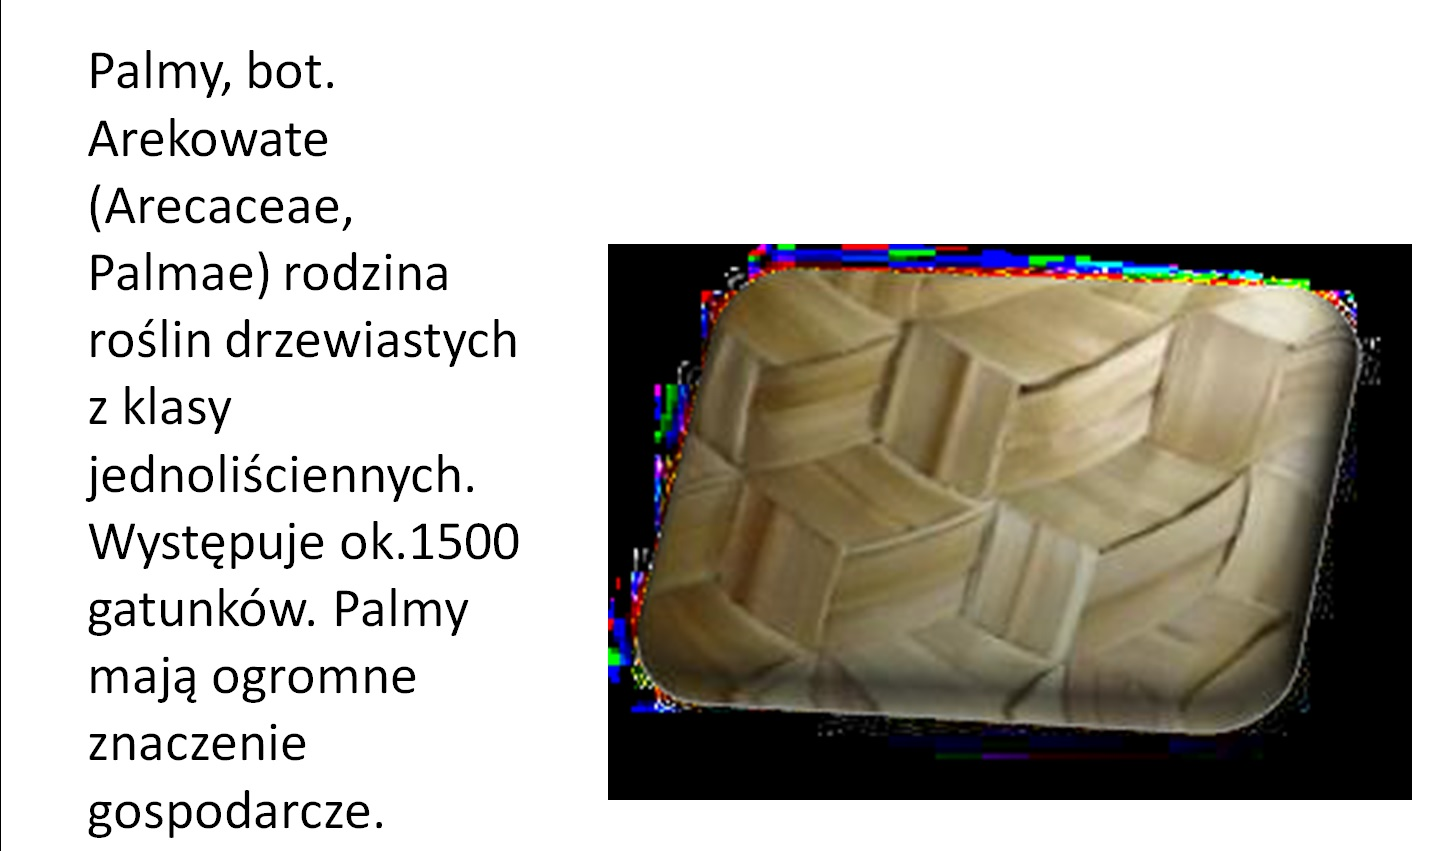 Palmy, bot.
Arekowate
(Arecaceae,
Palmae) rodzina
roślin drzewiastych
z klasy
jednoliściennych.
Występuje ok.1500
gatunków. Palmy
mają ogromne
znaczenie
gospodarcze.